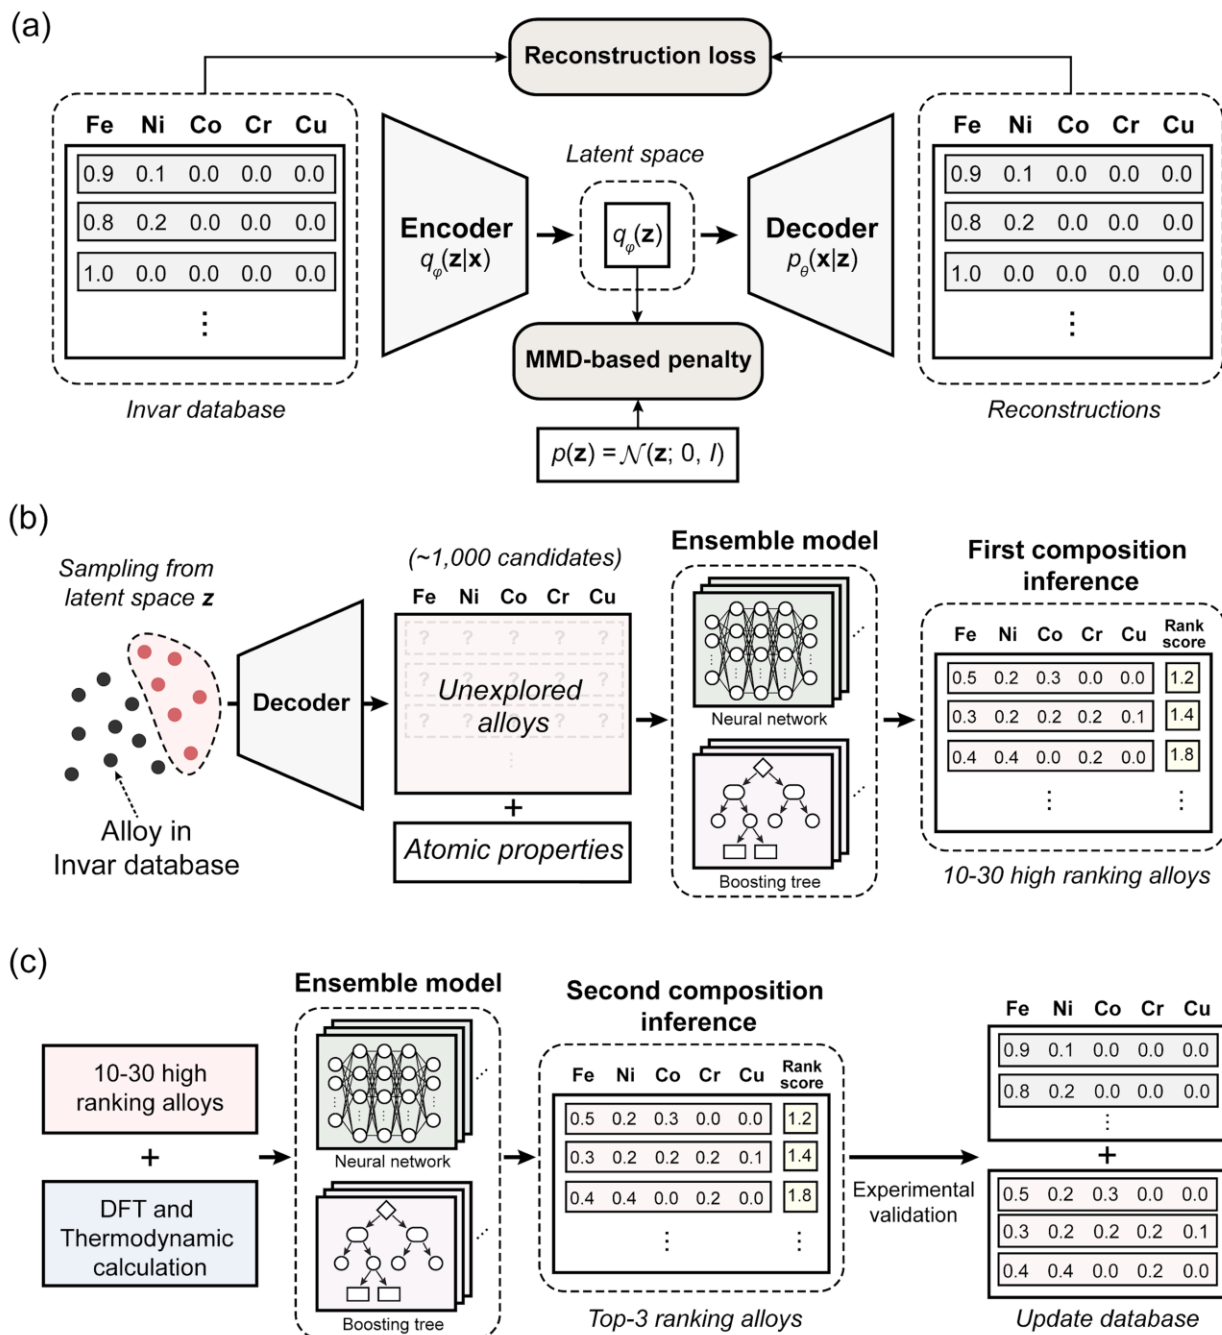 (a)
Reconstruction loss
Fe Ni Co Cr Cu
0.9 0.1 0.0 0.0 0.0
0.8 0.2 0.0 0.0 0.0
1.0 0.0 0.0 0.0 0.0
⋮
Invar database
Encoder
qφ(z|x)
Latent space
qφ(z)
MMD-based penalty
p(z) = 𝒩(z; 0, I)
Decoder
pθ(x|z)
Fe Ni Co Cr Cu
0.9 0.1 0.0 0.0 0.0
0.8 0.2 0.0 0.0 0.0
1.0 0.0 0.0 0.0 0.0
⋮
Reconstructions
(b)
Sampling from
latent space z
Alloy in
Invar database
Decoder
(~1,000 candidates)
Fe Ni Co Cr Cu
? ? ? ? ?
? ? ? ? ?
? ? ? ? ?
Unexplored
alloys
⋮
+
Atomic properties
Ensemble model
Neural network
Boosting tree
First composition
inference
Fe Ni Co Cr Cu Rank
score
0.5 0.2 0.3 0.0 0.0 1.2
0.3 0.2 0.2 0.2 0.1 1.4
0.4 0.4 0.0 0.2 0.0 1.8
⋮ ⋮
10-30 high ranking alloys
(c)
10-30 high
ranking alloys
+
DFT and
Thermodynamic
calculation
Ensemble model
Neural network
Boosting tree
Second composition
inference
Fe Ni Co Cr Cu Rank
score
0.5 0.2 0.3 0.0 0.0 1.2
0.3 0.2 0.2 0.2 0.1 1.4
0.4 0.4 0.0 0.2 0.0 1.8
⋮ ⋮
Top-3 ranking alloys
Experimental
validation
Fe Ni Co Cr Cu
0.9 0.1 0.0 0.0 0.0
0.8 0.2 0.0 0.0 0.0
⋮
+
0.5 0.2 0.3 0.0 0.0
0.3 0.2 0.2 0.2 0.1
0.4 0.4 0.0 0.2 0.0
Update database